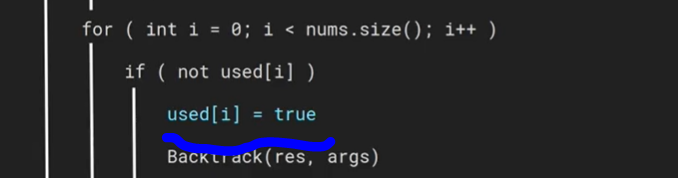 for ( int i = 0; i < nums.size(); i++ )
if ( not used[i] )
used[i] = true
Backtrack(res, args)